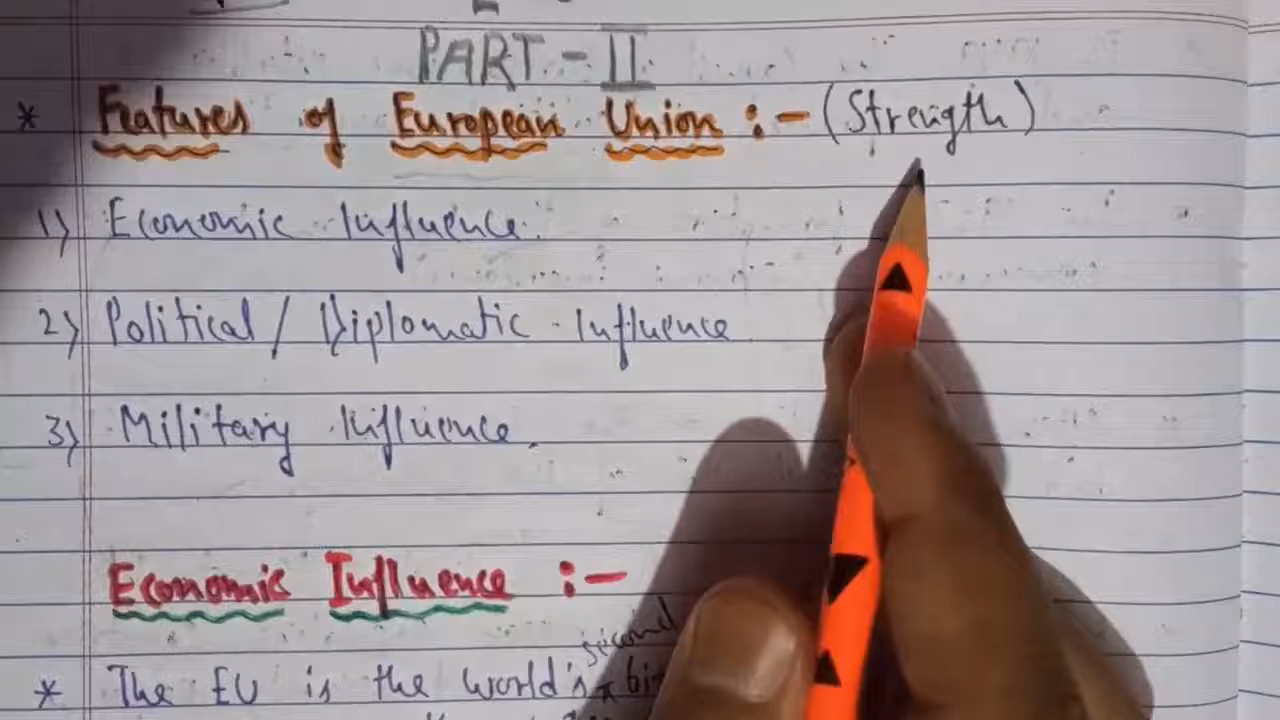 PART - II
* Features of European Union :- (Strength)
1) Economic Influence.
2) Political / Diplomatic Influence
3) Military Influence.
Economic Influence :-
second
* The EU is the world's